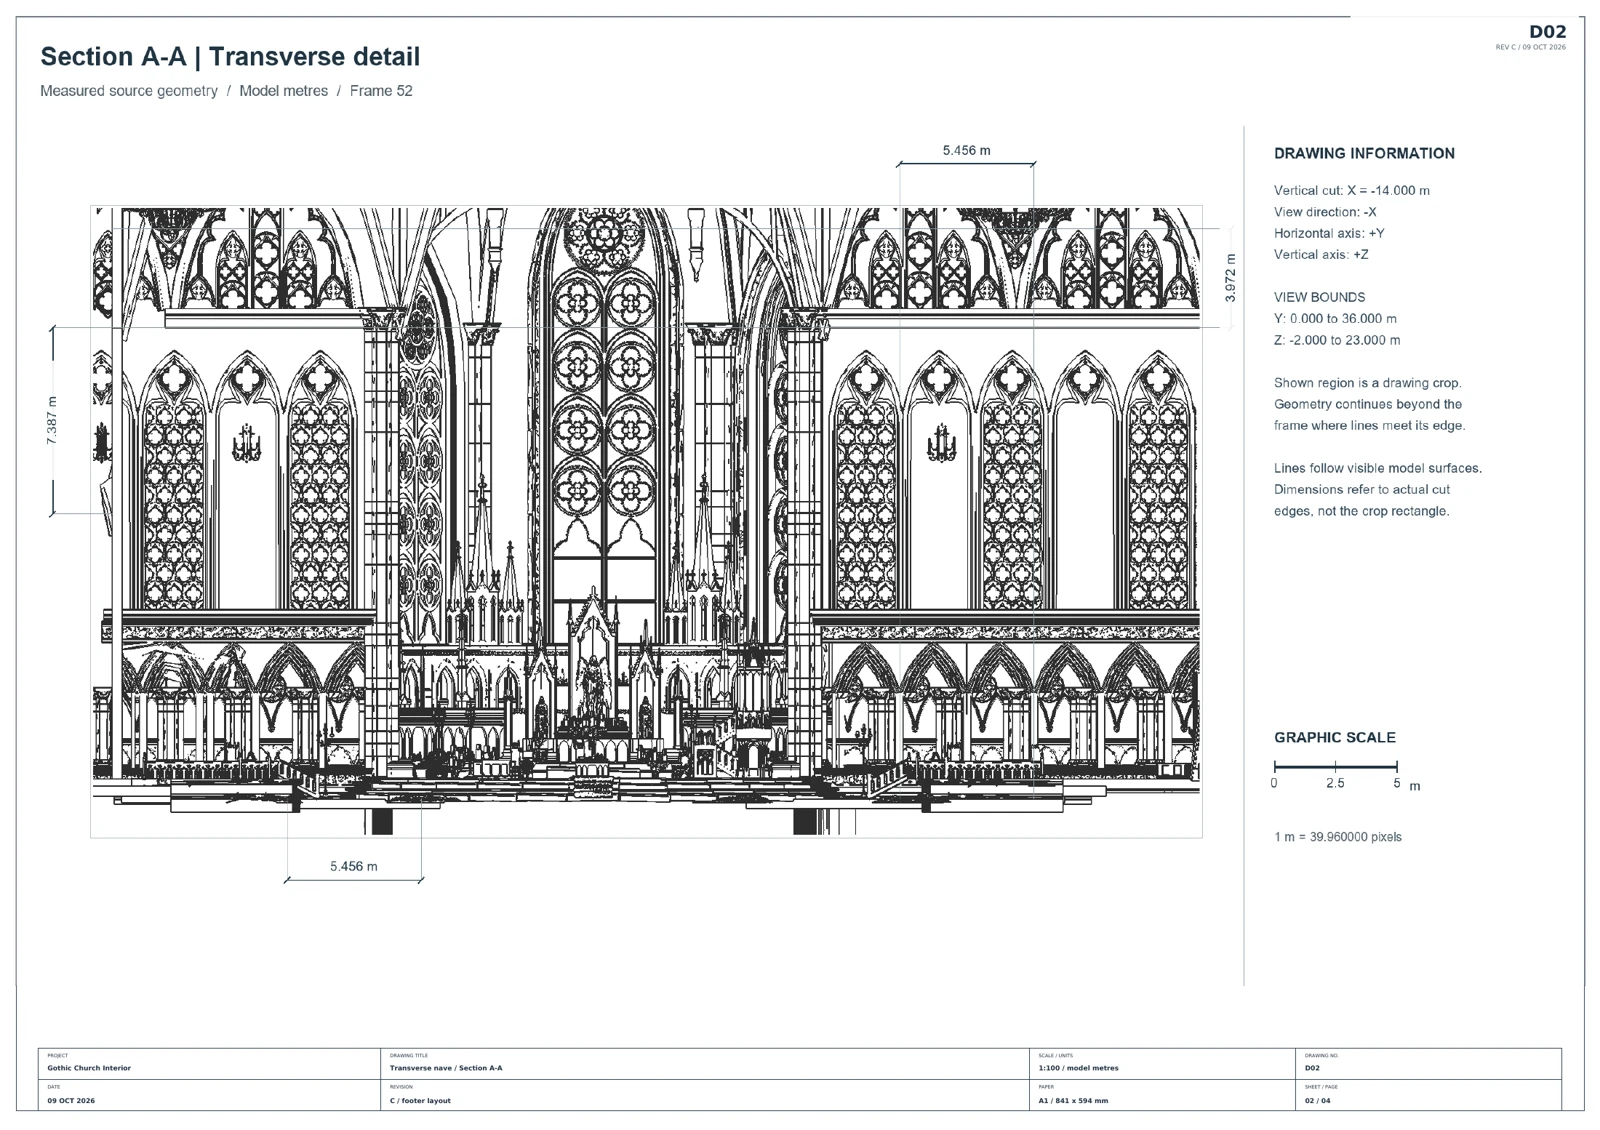 D02
REV C / 09 OCT 2026
Section A-A | Transverse detail
Measured source geometry / Model metres / Frame 52
5.456 m
3.972 m
7.387 m
5.456 m
DRAWING INFORMATION
Vertical cut: X = -14.000 m
View direction: -X
Horizontal axis: +Y
Vertical axis: +Z
VIEW BOUNDS
Y: 0.000 to 36.000 m
Z: -2.000 to 23.000 m
Shown region is a drawing crop.
Geometry continues beyond the
frame where lines meet its edge.
Lines follow visible model surfaces.
Dimensions refer to actual cut
edges, not the crop rectangle.
GRAPHIC SCALE
0 2.5 5 m
1 m = 39.960000 pixels
PROJECT
Gothic Church Interior
DRAWING TITLE
Transverse nave / Section A-A
SCALE / UNITS
1:100 / model metres
DRAWING NO.
D02
DATE
09 OCT 2026
REVISION
C / footer layout
PAPER
A1 / 841 x 594 mm
SHEET / PAGE
02 / 04